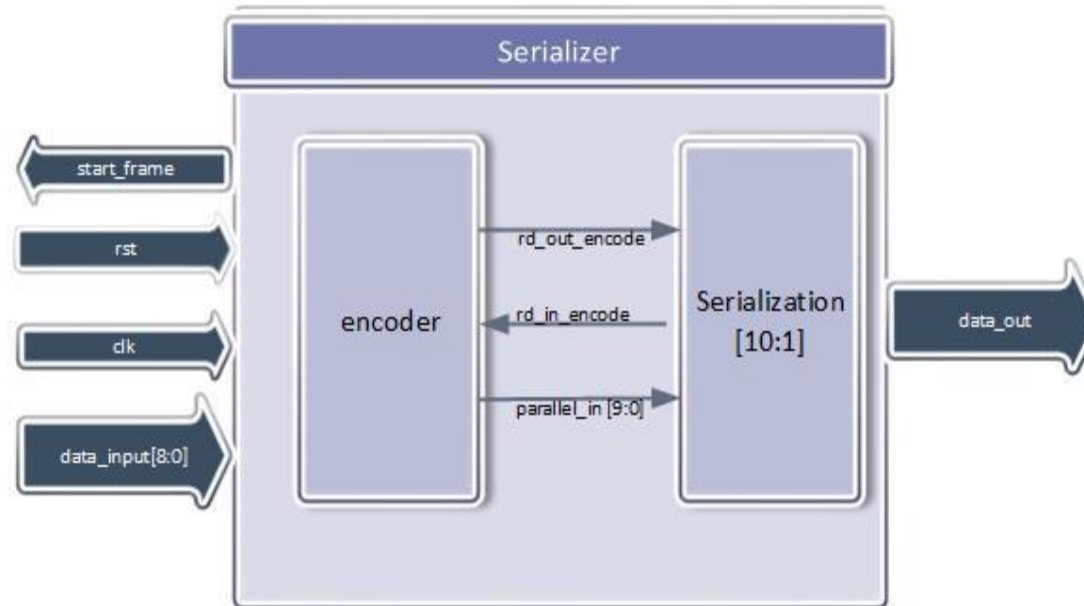 Serializer
start_frame
rst
clk
data_input[8:0]
encoder
rd_out_encode
rd_in_encode
parallel_in [9:0]
Serialization
[10:1]
data_out